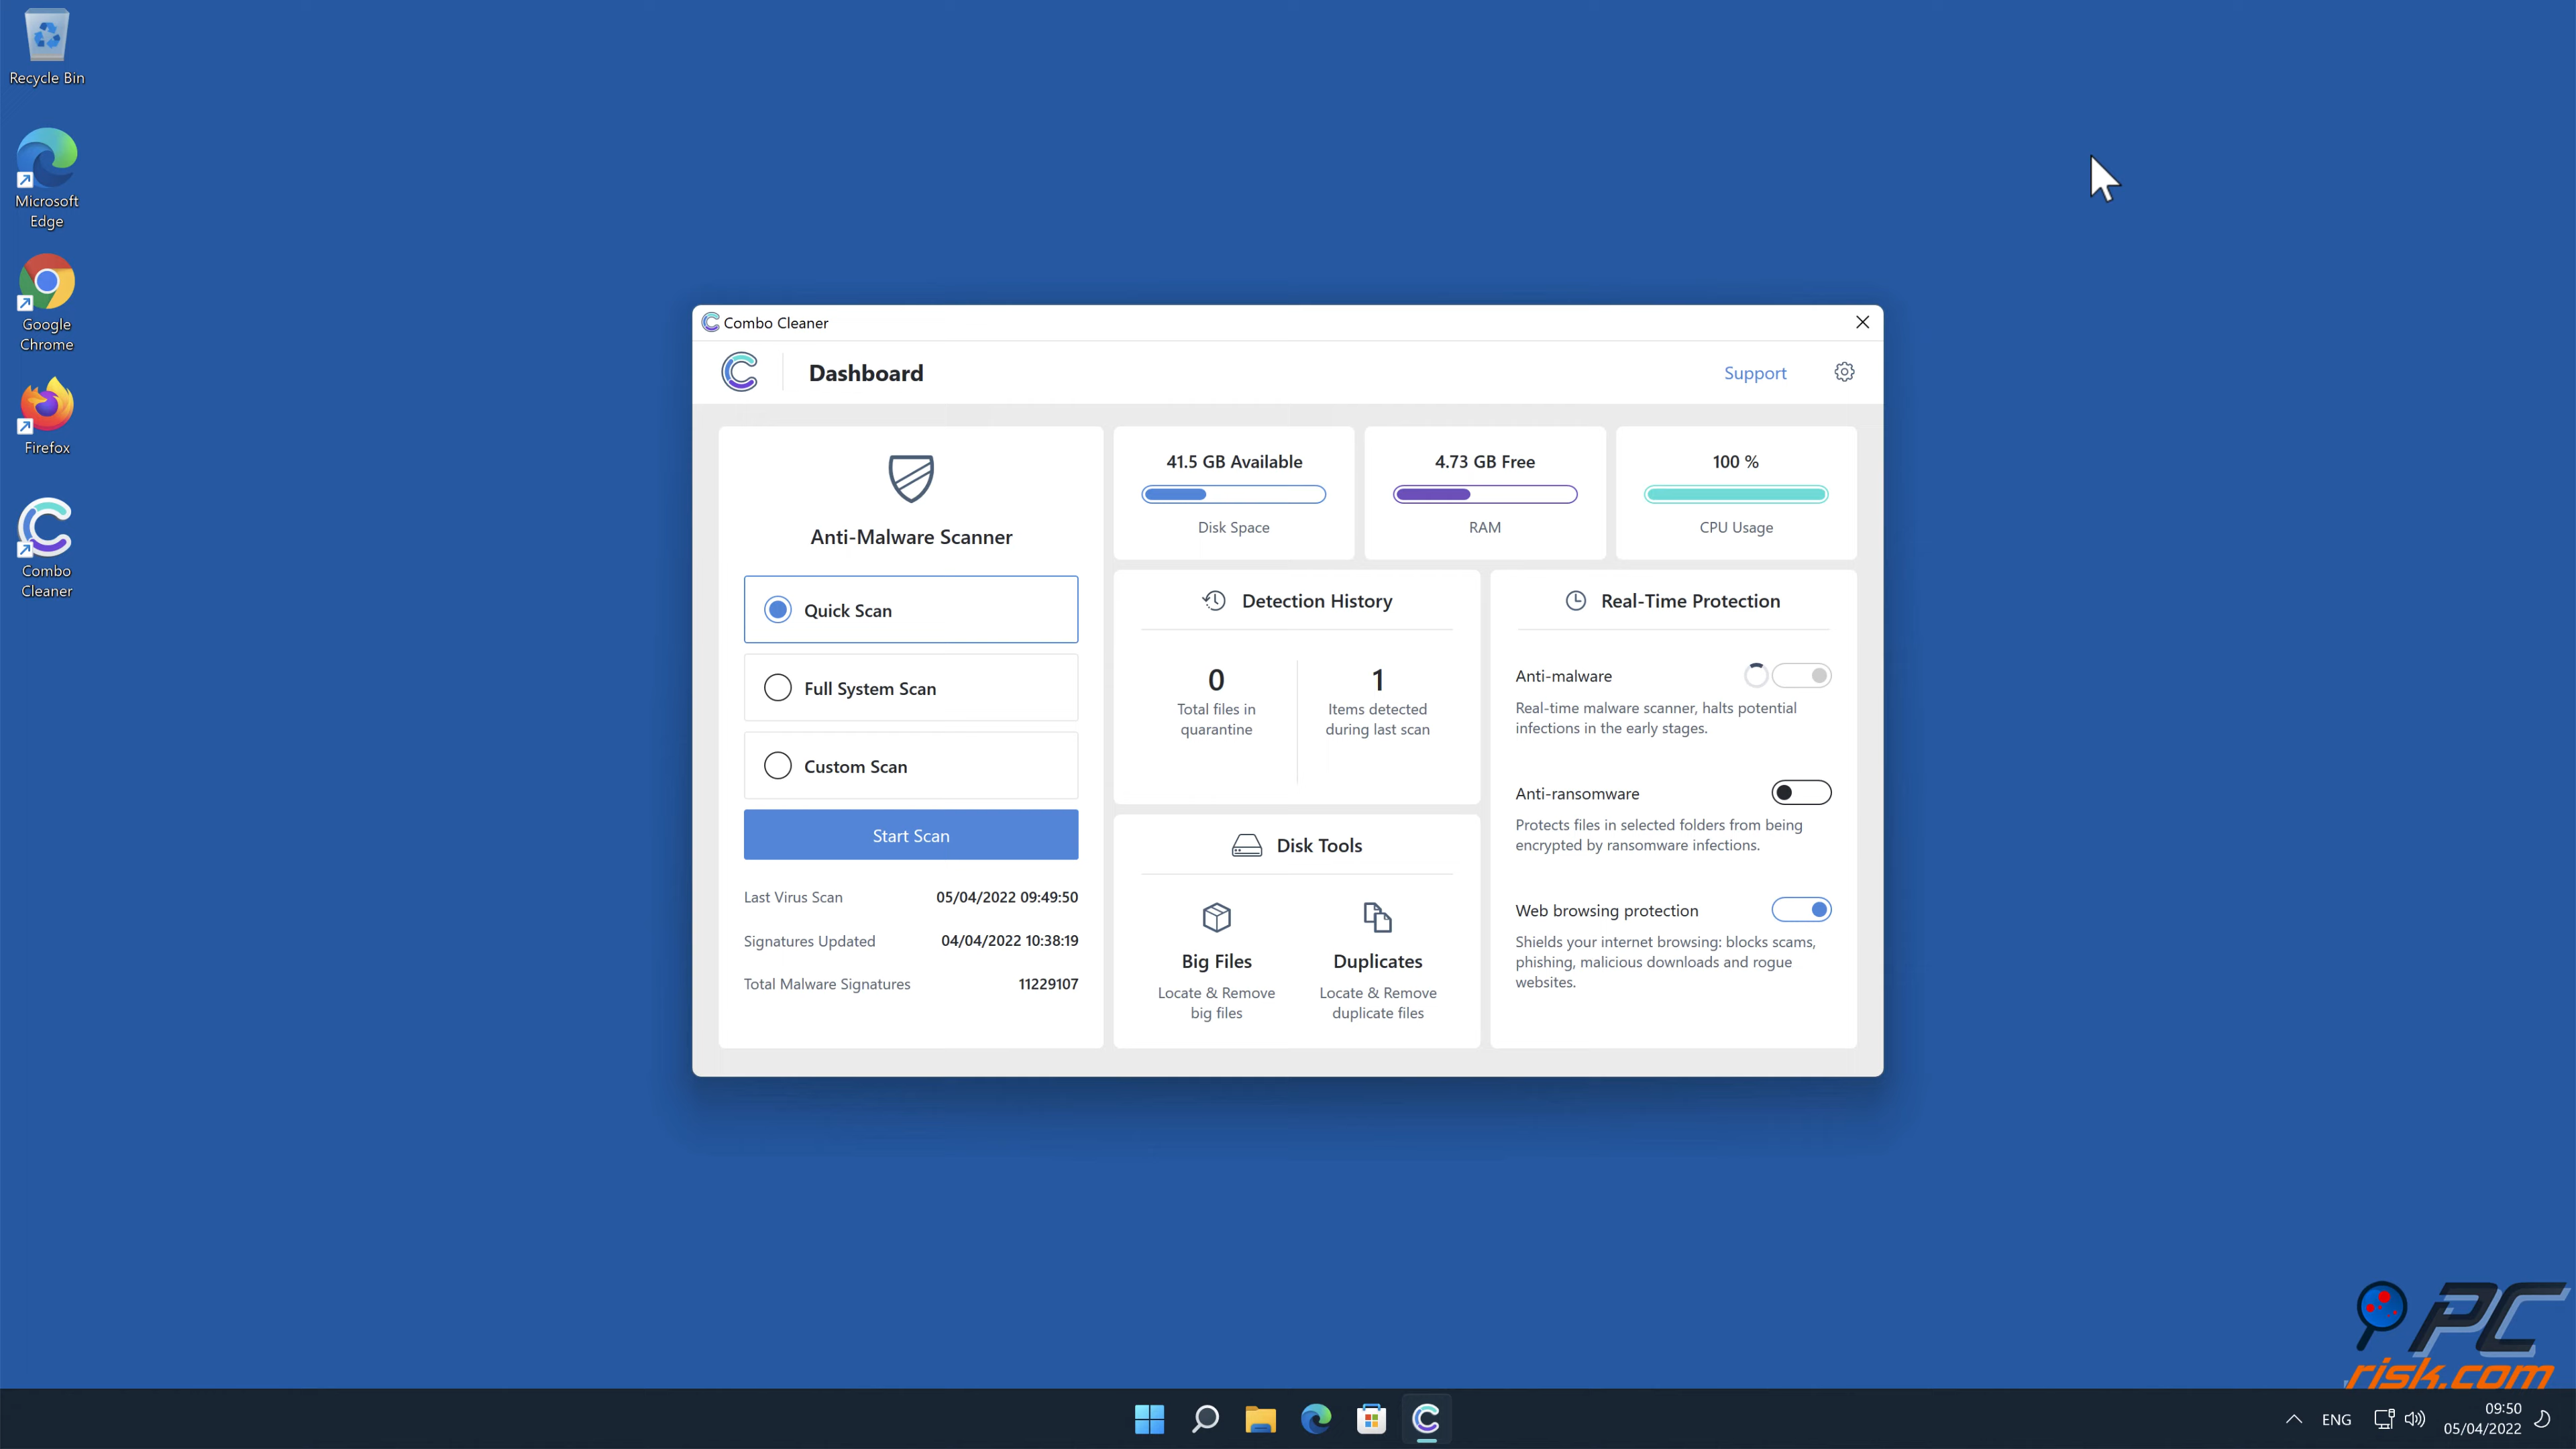 Recycle Bin
Microsoft
Edge
Google
Chrome
Firefox
Combo
Cleaner
Combo Cleaner
Dashboard
Support
Anti-Malware Scanner
Quick Scan
Full System Scan
Custom Scan
Start Scan
Last Virus Scan 05/04/2022 09:49:50
Signatures Updated 04/04/2022 10:38:19
Total Malware Signatures 11229107
41.5 GB Available
Disk Space
4.73 GB Free
RAM
100 %
CPU Usage
Detection History
0
Total files in
quarantine
1
Items detected
during last scan
Disk Tools
Big Files
Locate & Remove
big files
Duplicates
Locate & Remove
duplicate files
Real-Time Protection
Anti-malware
Real-time malware scanner, halts potential
infections in the early stages.
Anti-ransomware
Protects files in selected folders from being
encrypted by ransomware infections.
Web browsing protection
Shields your internet browsing: blocks scams,
phishing, malicious downloads and rogue
websites.
PC
risk.com
ENG
09:50
05/04/2022